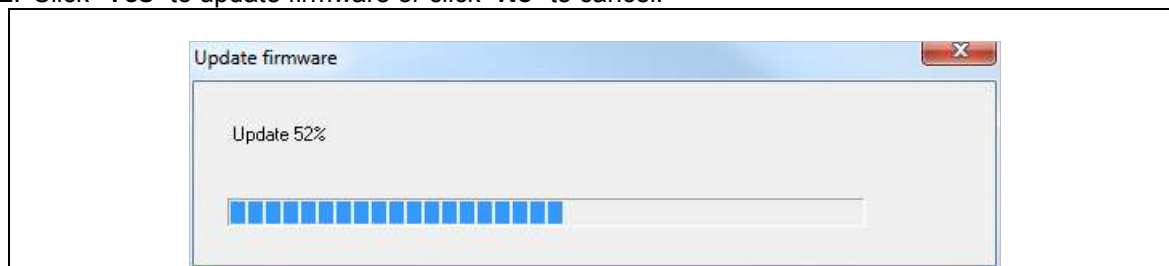 2. Click "Yes" to update firmware or click "No" to cancel.
Update firmware
Update 52%